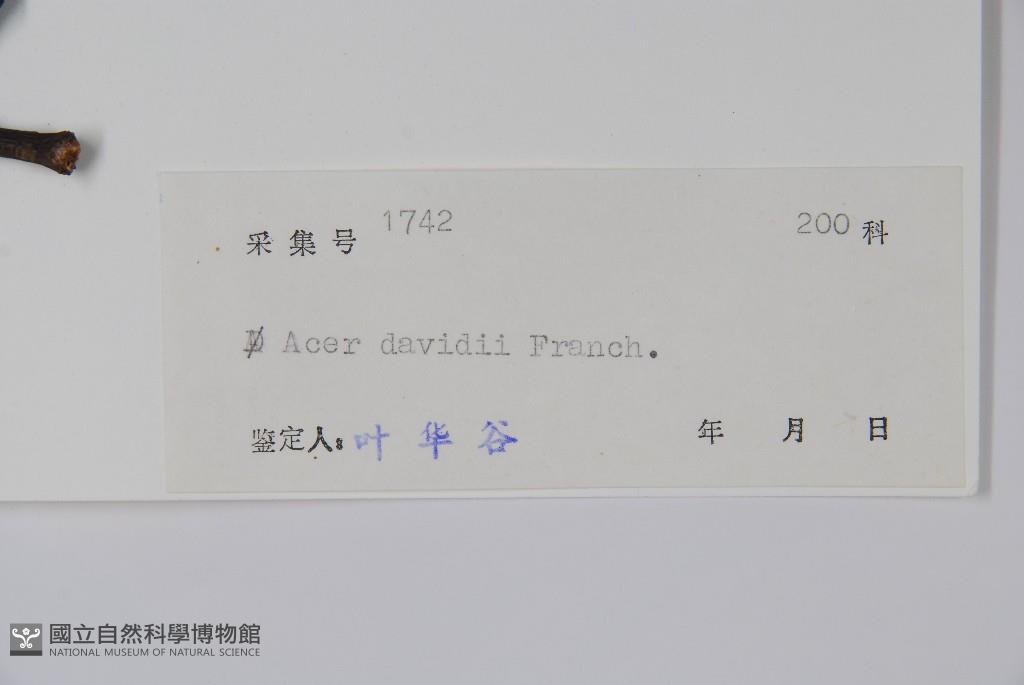 采集号 1742 200 科
Acer davidii Franch.
鉴定人: 叶华谷 年 月 日
國立自然科學博物館
NATIONAL MUSEUM OF NATURAL SCIENCE